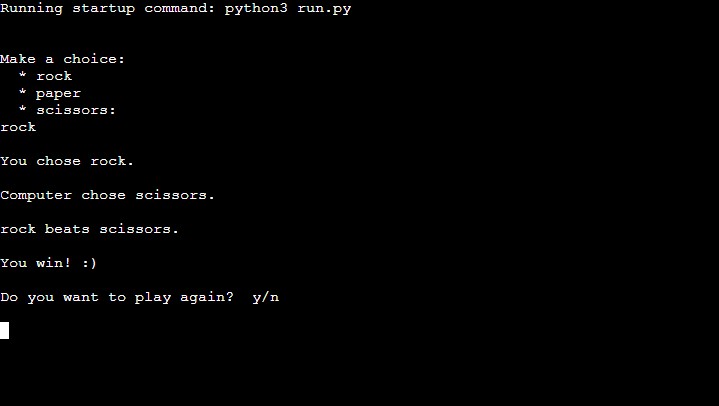 Running startup command: python3 run.py
Make a choice:
* rock
* paper
* scissors:
rock
You chose rock.
Computer chose scissors.
rock beats scissors.
You win! :)
Do you want to play again?  y/n